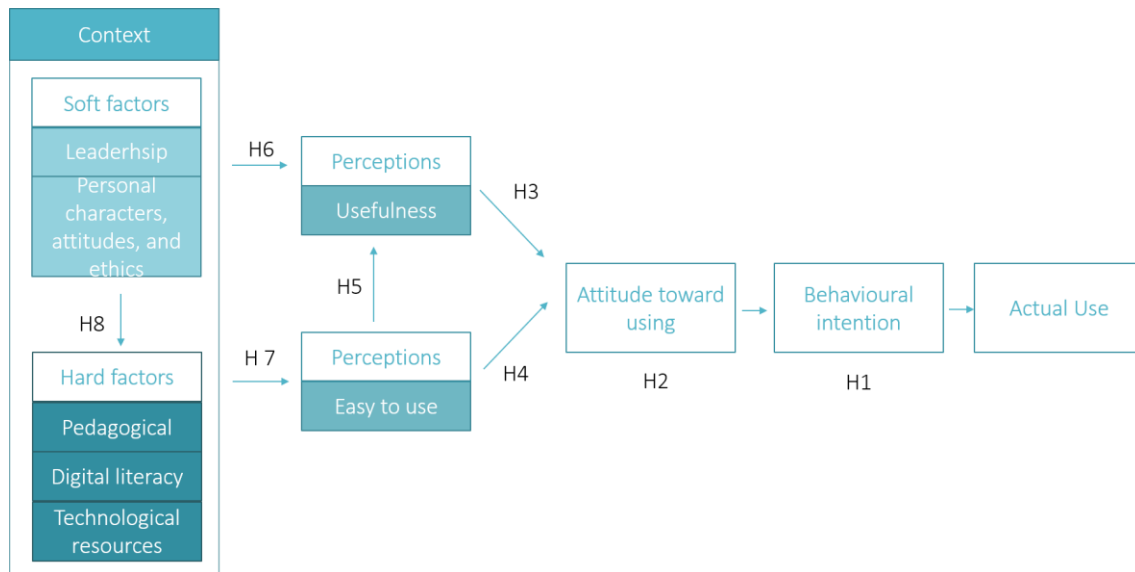 Context
Soft factors
Leaderhsip
Personal
characters,
attitudes, and
ethics
H8
Hard factors
Pedagogical
Digital literacy
Technological
resources
H6
H 7
Perceptions
Usefulness
H5
Perceptions
Easy to use
H3
H4
Attitude toward
using
H2
Behavioural
intention
H1
Actual Use